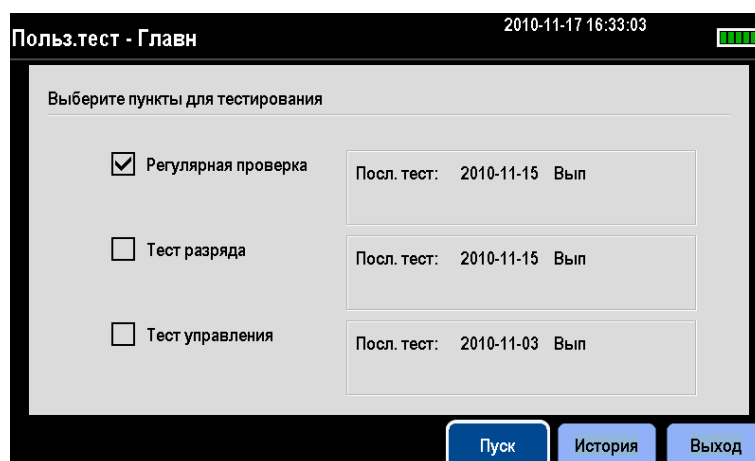 Польз.тест - Главн
2010-11-17 16:33:03
Выберите пункты для тестирования
Регулярная проверка
Посл. тест: 2010-11-15 Вып
Тест разряда
Посл. тест: 2010-11-15 Вып
Тест управления
Посл. тест: 2010-11-03 Вып
Пуск
История
Выход